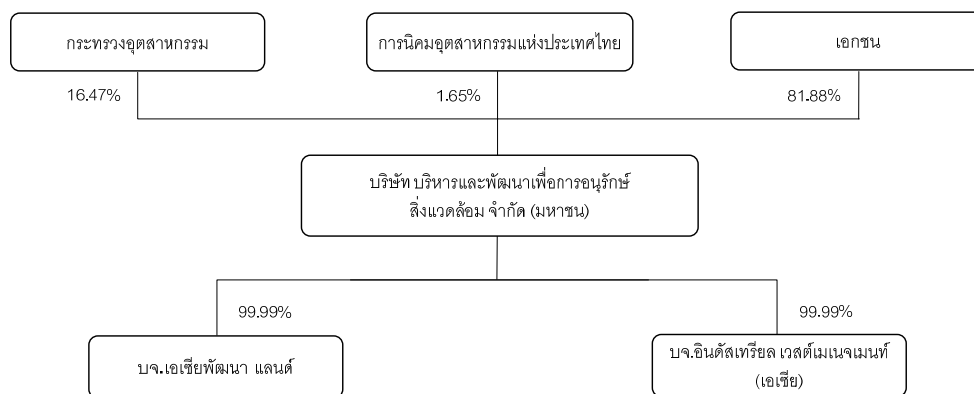 กระทรวงอุตสาหกรรม
การนิคมอุตสาหกรรมแห่งประเทศไทย
เอกชน
16.47%
1.65%
81.88%
บริษัท บริหารและพัฒนาเพื่อการอนุรักษ์
สิ่งแวดล้อม จำกัด (มหาชน)
99.99%
99.99%
บจ.เอเซียพัฒนา แลนด์
บจ.อินดัสเทรียล เวสต์เมเนจเมนท์
(เอเซีย)